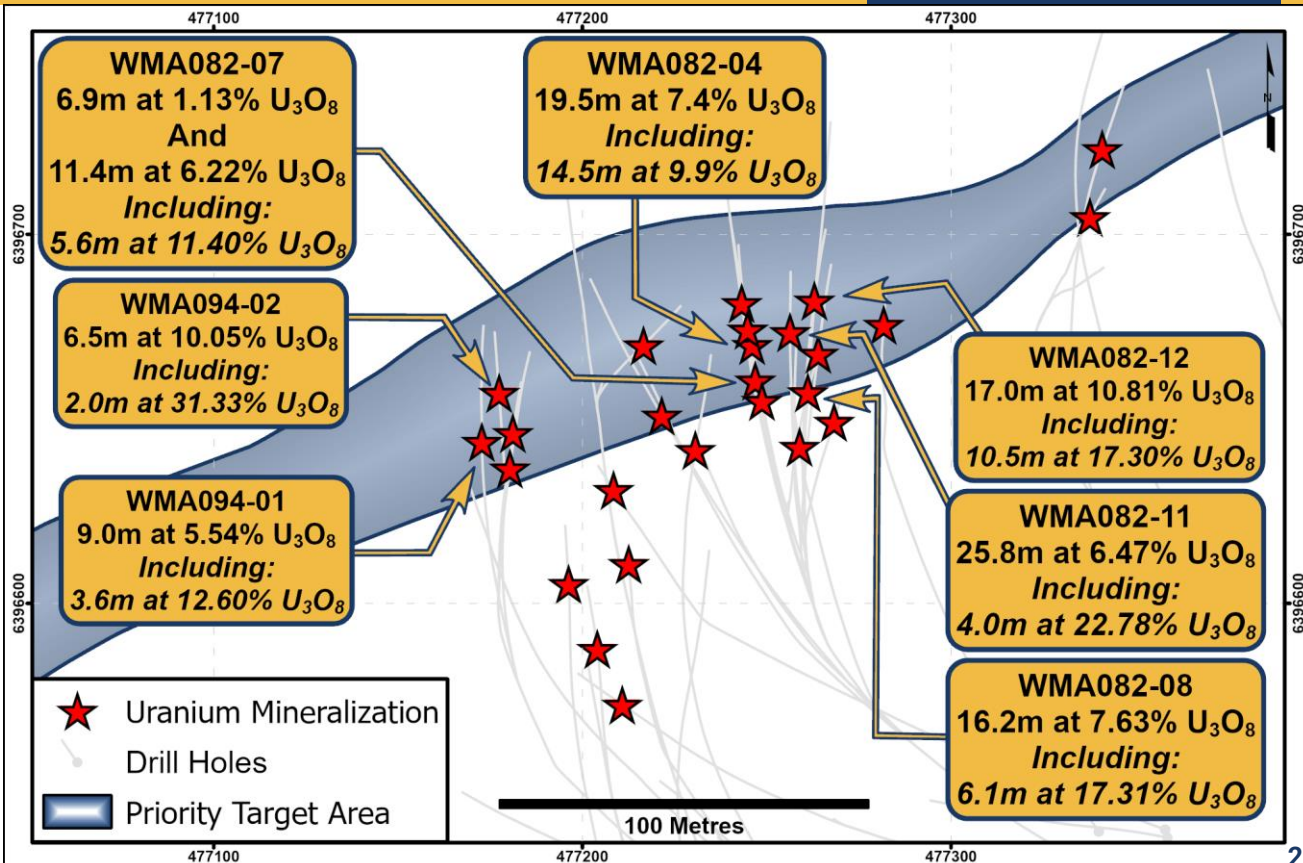 477100
477200
477300
WMA082-07
6.9m at 1.13% U₃O₈
And
11.4m at 6.22% U₃O₈
Including:
5.6m at 11.40% U₃O₈
WMA082-04
19.5m at 7.4% U₃O₈
Including:
14.5m at 9.9% U₃O₈
N
6396700
6396700
WMA094-02
6.5m at 10.05% U₃O₈
Including:
2.0m at 31.33% U₃O₈
WMA082-12
17.0m at 10.81% U₃O₈
Including:
10.5m at 17.30% U₃O₈
WMA094-01
9.0m at 5.54% U₃O₈
Including:
3.6m at 12.60% U₃O₈
WMA082-11
25.8m at 6.47% U₃O₈
Including:
4.0m at 22.78% U₃O₈
6396600
6396600
WMA082-08
16.2m at 7.63% U₃O₈
Including:
6.1m at 17.31% U₃O₈
Uranium Mineralization
Drill Holes
Priority Target Area
100 Metres
477100
477200
477300
2